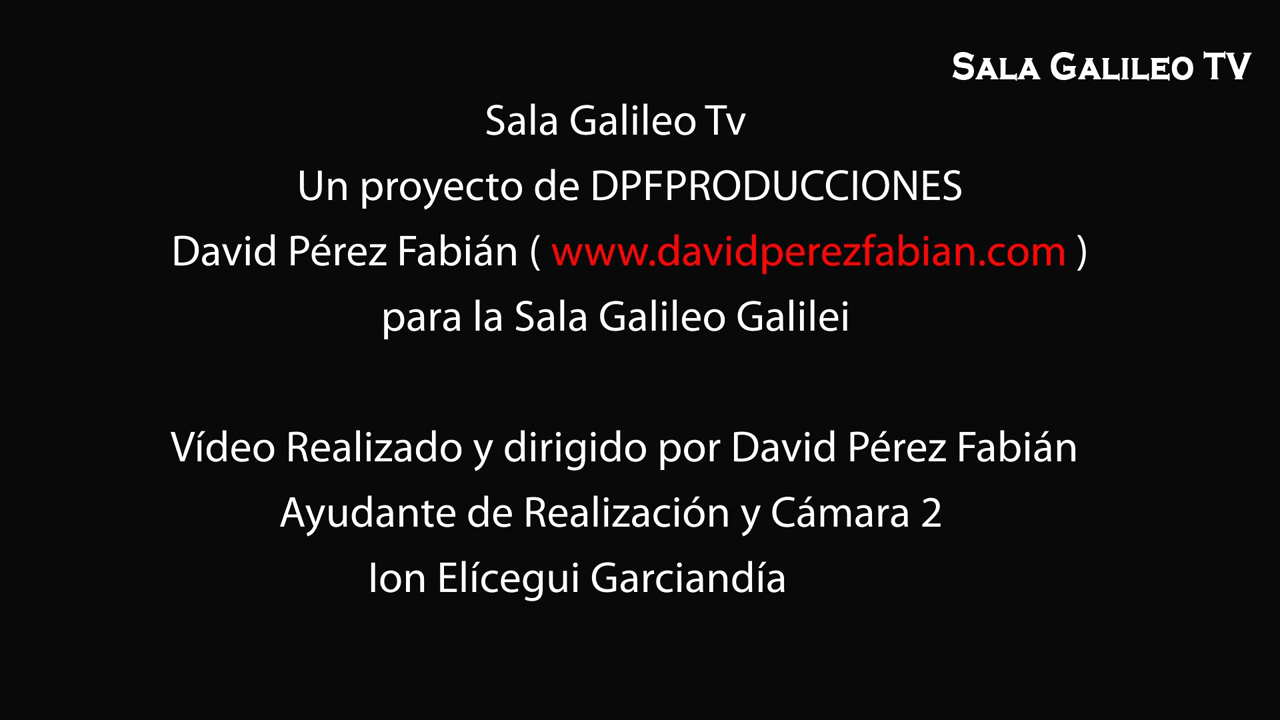 SALA GALILEO TV
Sala Galileo Tv
Un proyecto de DPFPRODUCCIONES
David Pérez Fabián ( www.davidperezfabian.com )
para la Sala Galileo Galilei
Vídeo Realizado y dirigido por David Pérez Fabián
Ayudante de Realización y Cámara 2
Ion Elícegui Garciandía